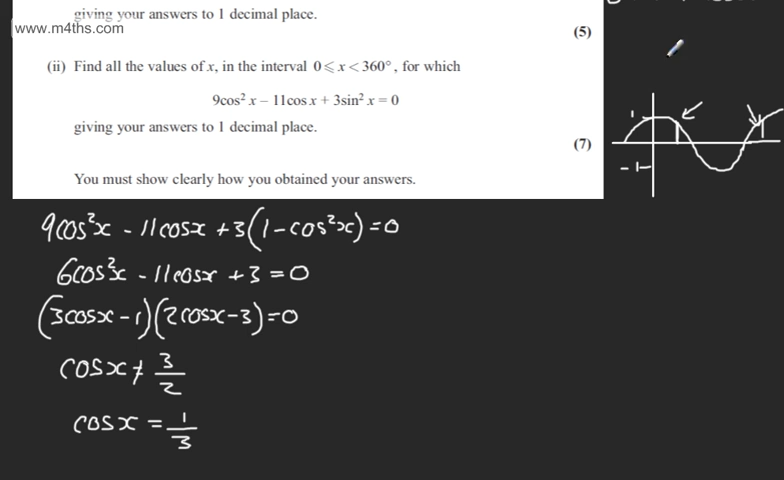 giving your answers to 1 decimal place.
www.m4ths.com
(5)
(ii) Find all the values of x, in the interval 0 ⩽ x < 360°, for which
9cos² x – 11cos x + 3sin² x = 0
giving your answers to 1 decimal place.
(7)
You must show clearly how you obtained your answers.
1
-1
9cos²x - 11cosx + 3(1-cos²x) = 0
6cos²x - 11cosx + 3 = 0
(3cosx - 1)(2cosx - 3) = 0
cosx ≠ 3/2
cosx = 1/3